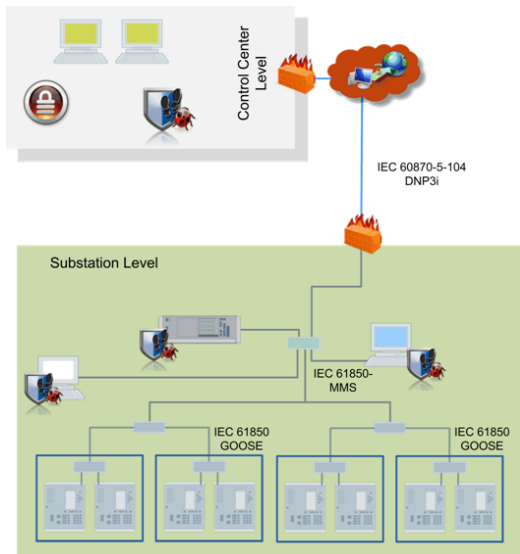 Control Center
Level
IEC 60870-5-104
DNP3i
Substation Level
IEC 61850-
MMS
IEC 61850
GOOSE
IEC 61850
GOOSE